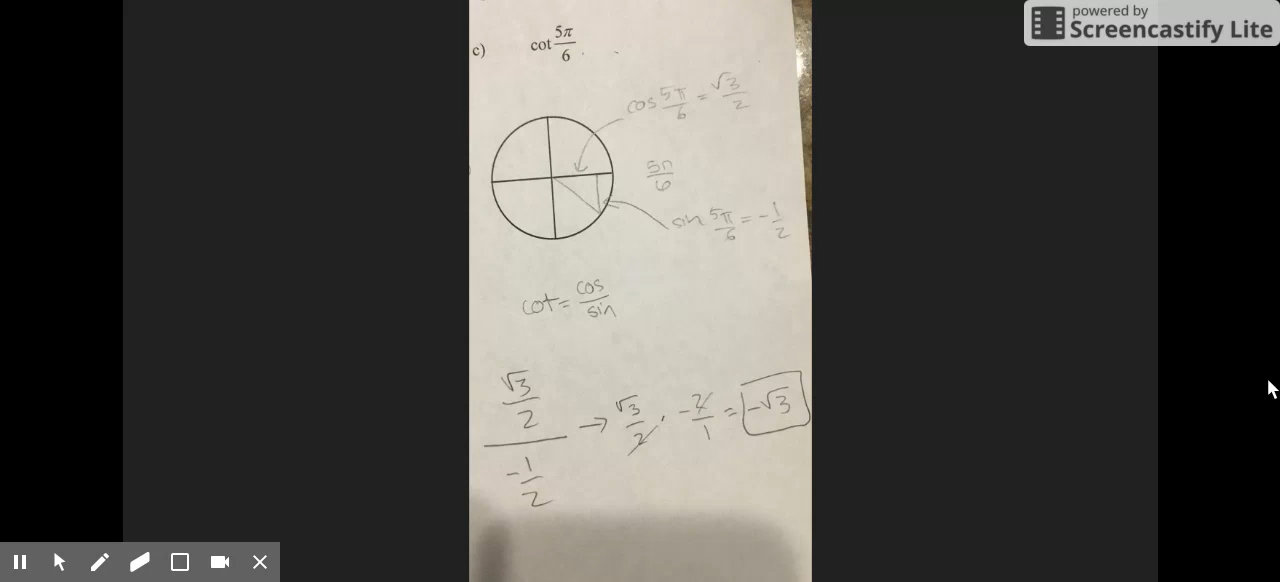 powered by
Screencastify Lite
c) cot 5π/6
cos 5π/6 = √3/2
5π/6
sin 5π/6 = -1/2
cot = cos/sin
√3/2 / -1/2 → √3/2 · -2/1 = -√3